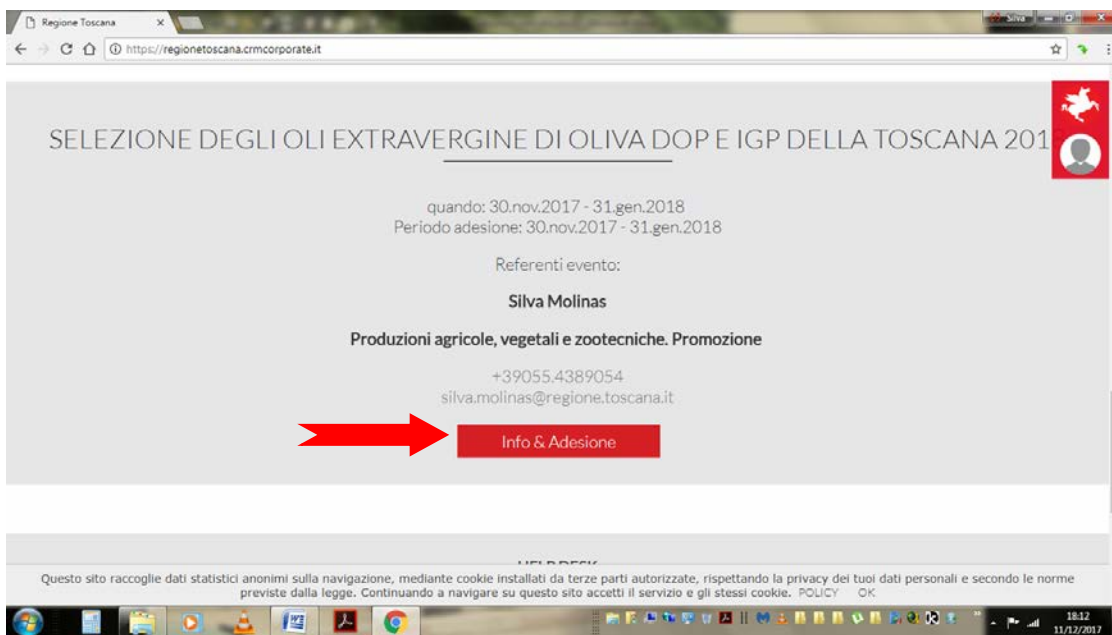 Regione Toscana
Silva
https://regionetoscana.crmcorporate.it
SELEZIONE DEGLI OLI EXTRAVERGINE DI OLIVA DOP E IGP DELLA TOSCANA 201
quando: 30.nov.2017 - 31.gen.2018
Periodo adesione: 30.nov.2017 - 31.gen.2018
Referenti evento:
Silva Molinas
Produzioni agricole, vegetali e zootecniche. Promozione
+39055.4389054
silva.molinas@regione.toscana.it
Info & Adesione
HELP DESK
Questo sito raccoglie dati statistici anonimi sulla navigazione, mediante cookie installati da terze parti autorizzate, rispettando la privacy dei tuoi dati personali e secondo le norme
previste dalla legge. Continuando a navigare su questo sito accetti il servizio e gli stessi cookie. POLICY OK
18:12
11/12/2017